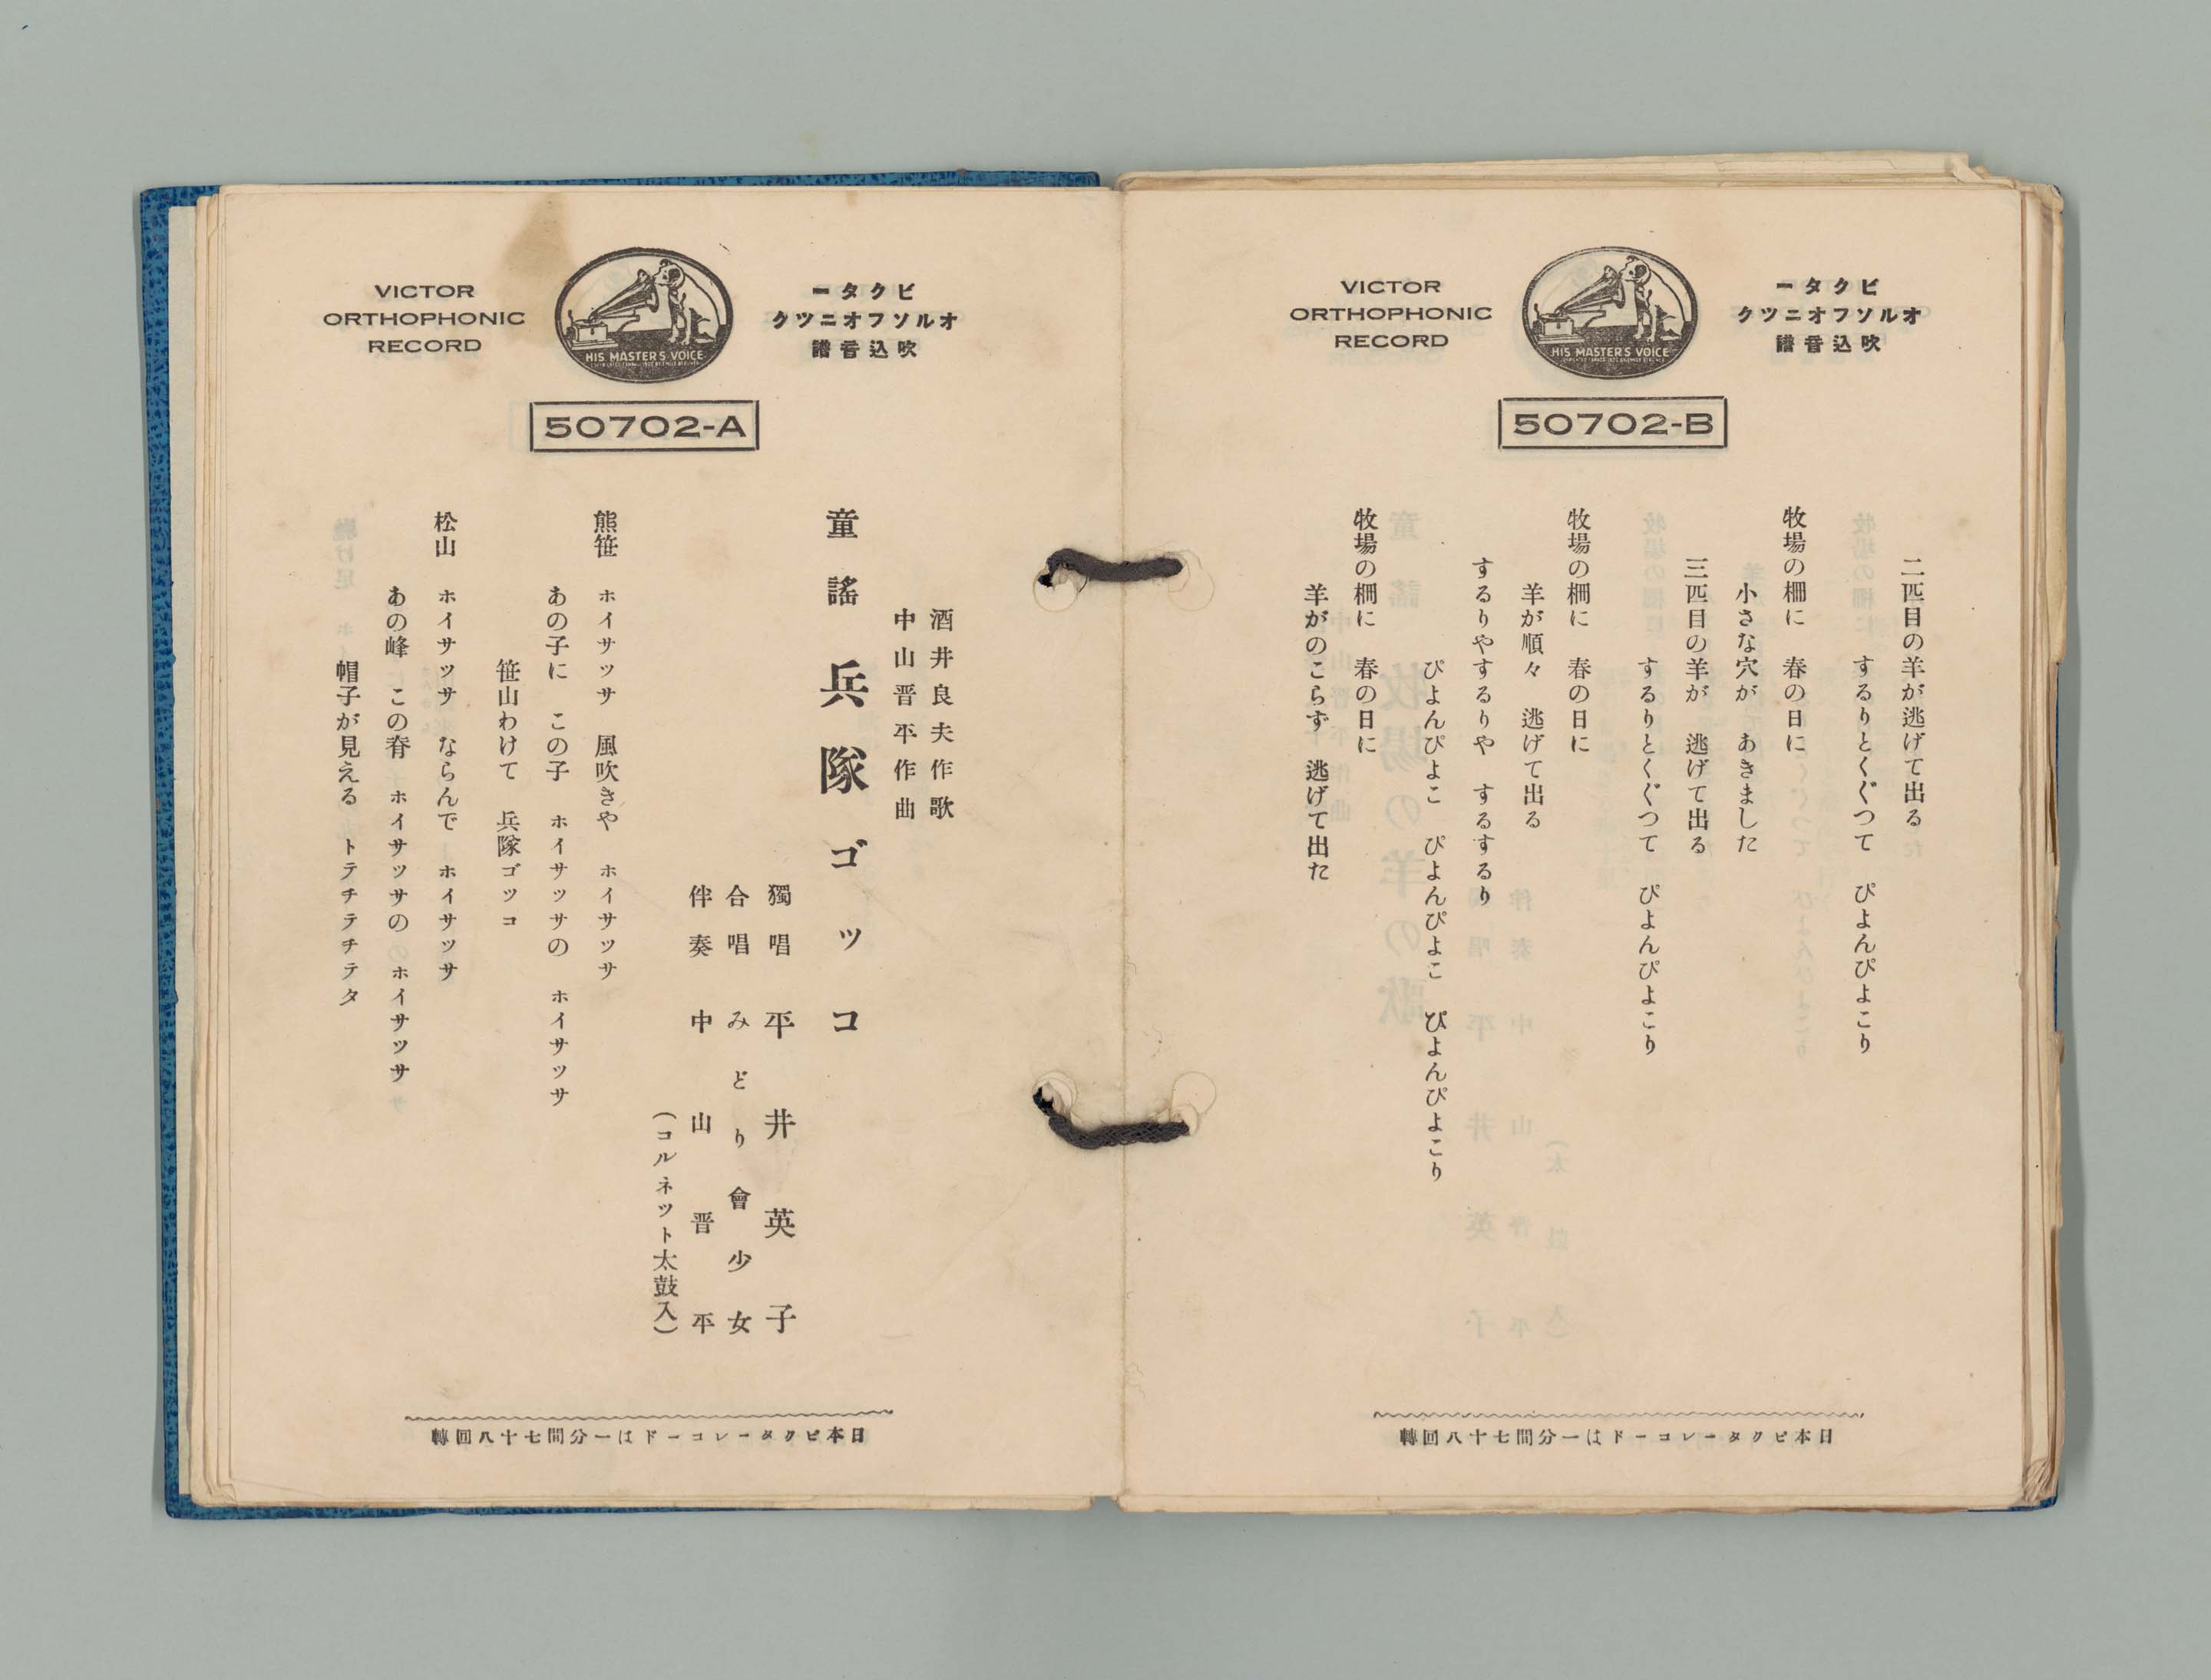 ビクター
オルソフオニツク
吹込音譜
HIS MASTER'S VOICE
VICTOR
ORTHOPHONIC
RECORD
50702-B
二匹目の羊が逃げて出る
するりとくぐつて ぴよんぴよこり
牧場の柵に 春の日に
小さな穴が あきました
三匹目の羊が 逃げて出る
するりとくぐつて ぴよんぴよこり
牧場の柵に 春の日に
羊が順々 逃げて出る
するりやするりや するするり
ぴよんぴよこ ぴよんぴよこ ぴよんぴよこり
牧場の柵に 春の日に
羊がのこらず 逃げて出た
日本ビクターレコードは一分間七十八回轉
ビクター
オルソフオニツク
吹込音譜
HIS MASTER'S VOICE
VICTOR
ORTHOPHONIC
RECORD
50702-A
酒井良夫作歌
中山晋平作曲
童謠 兵隊ゴッコ
獨唱 平井英子
合唱 みどり會少女
伴奏 中山晋平
(コルネット太鼓入)
熊笹 ホイサッサ 風吹きや ホイサッサ
あの子に この子 ホイサッサの ホイサッサ
笹山わけて 兵隊ゴッコ
松山 ホイサッサ ならんで ホイサッサ
あの峰 この脊 ホイサッサの ホイサッサ
帽子が見える トテチテチテタ
日本ビクターレコードは一分間七十八回轉